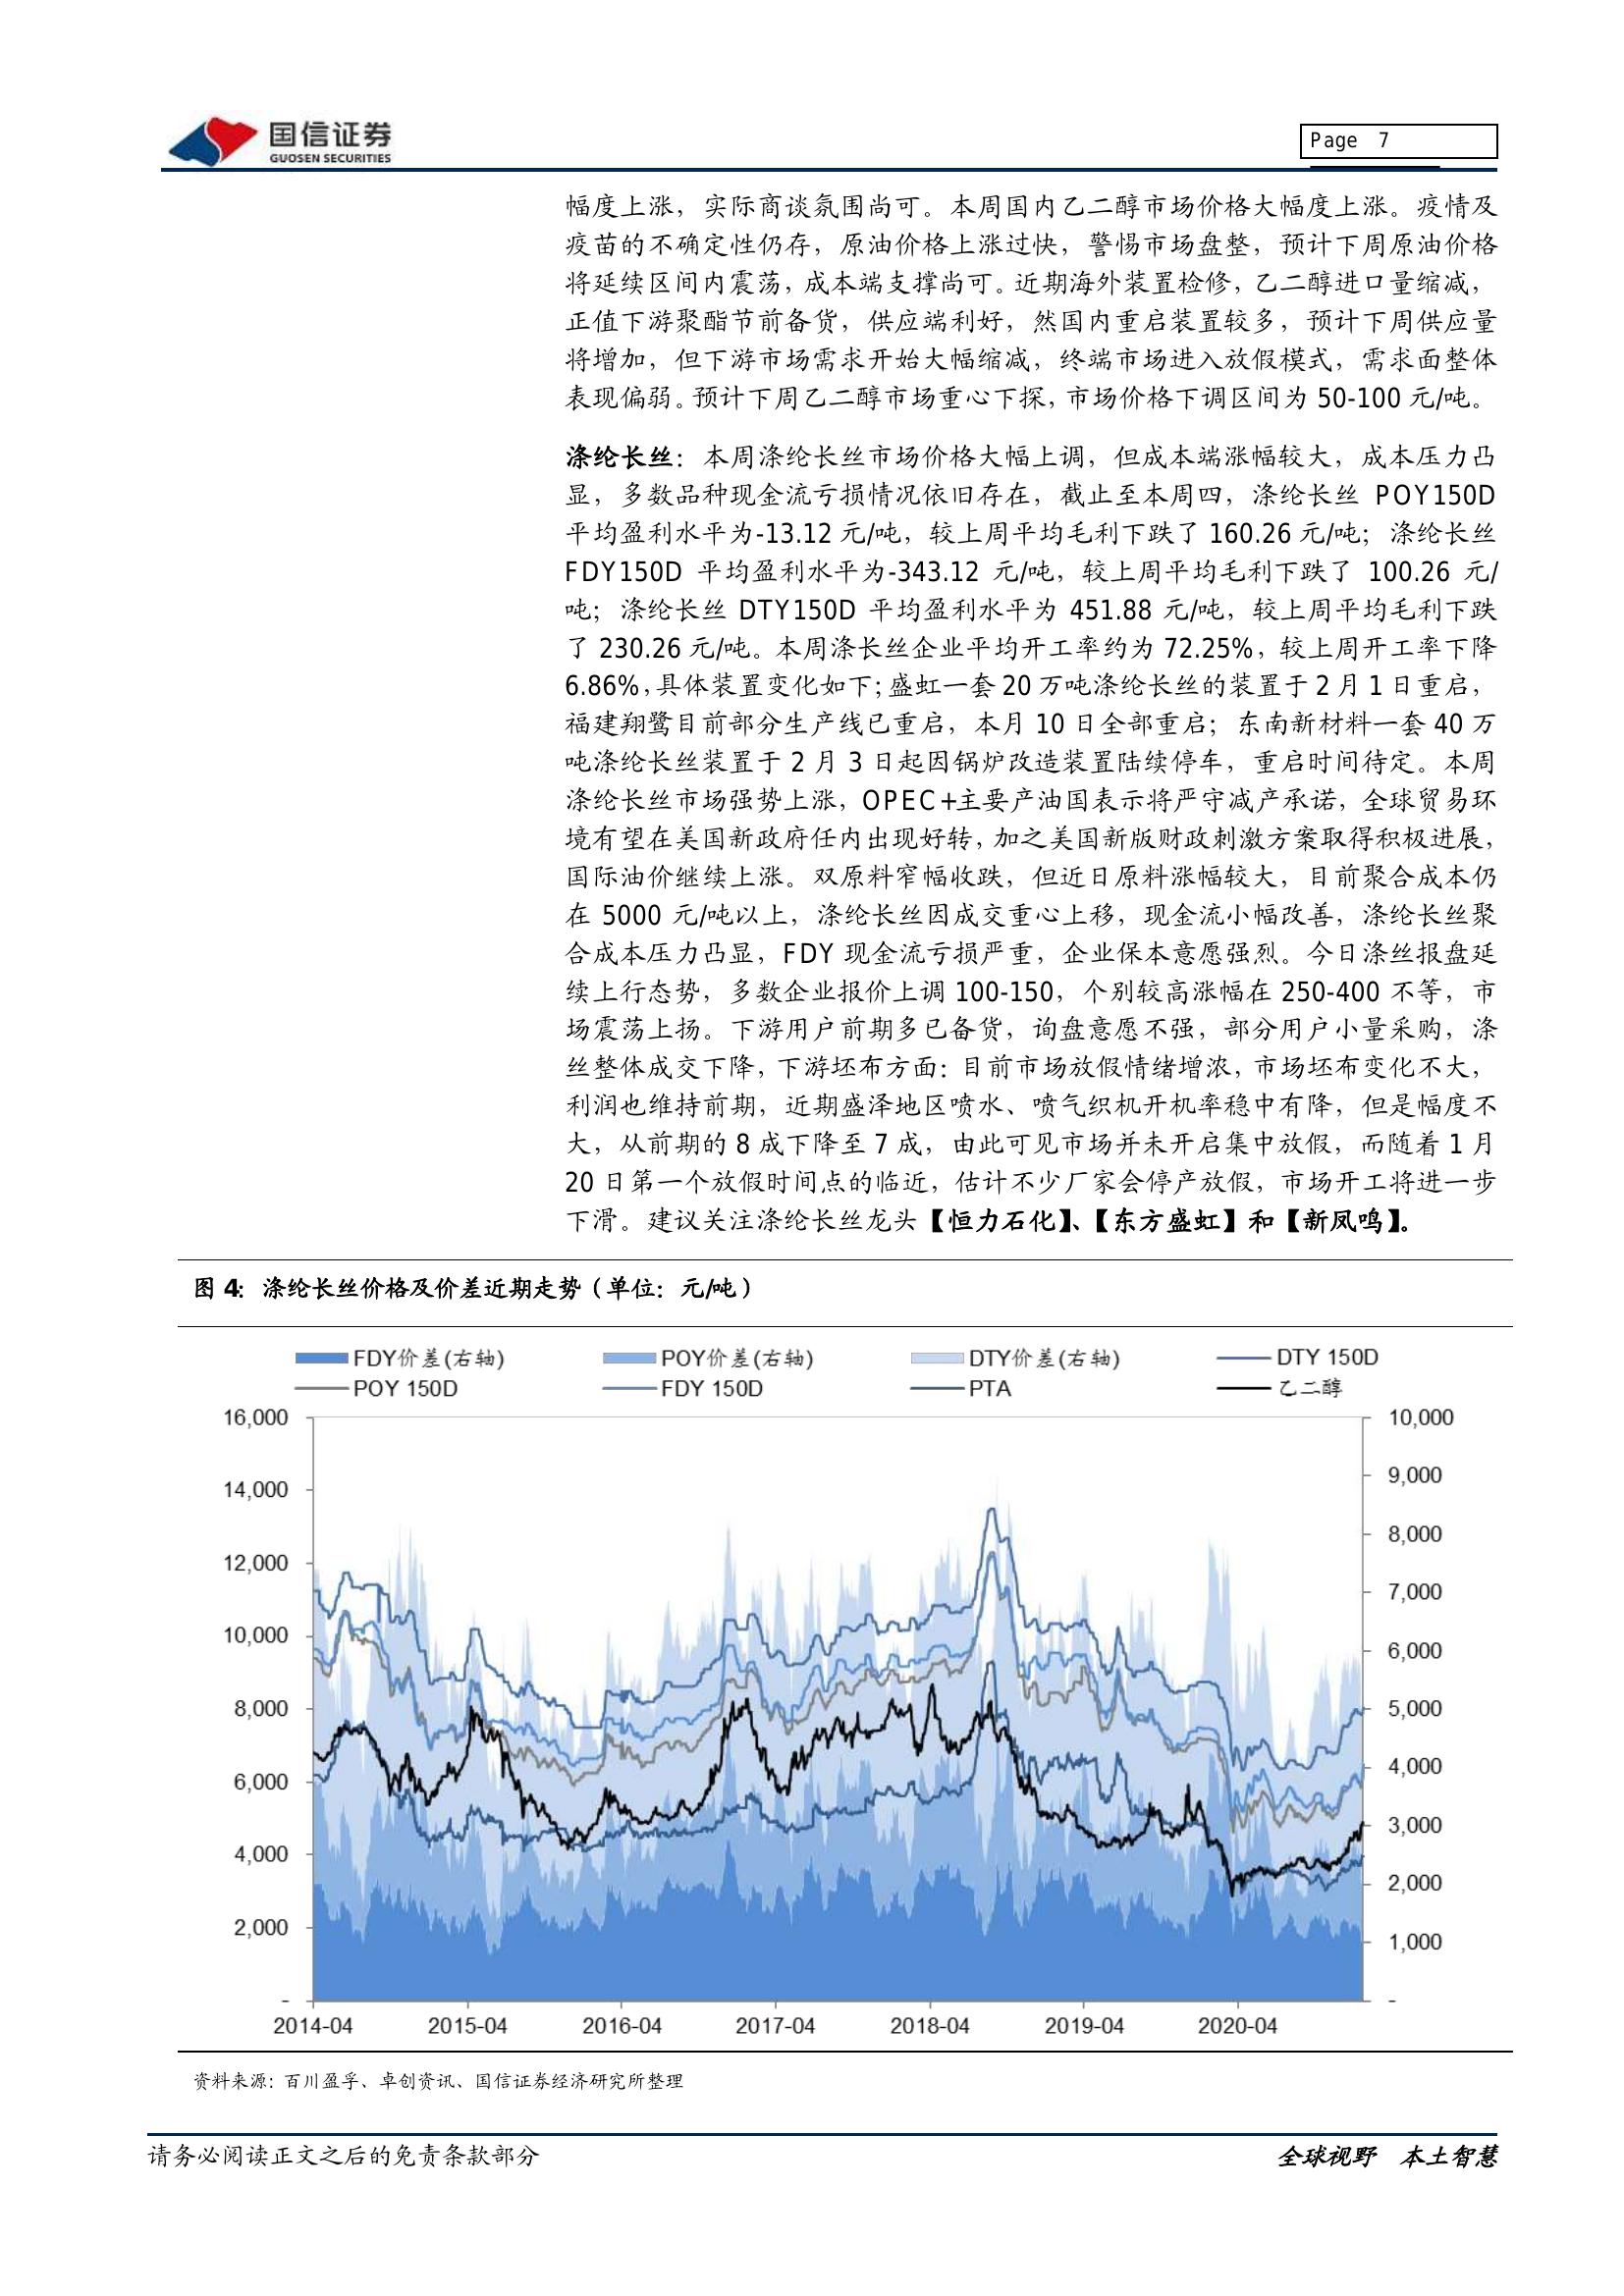 国信证券
GUOSEN SECURITIES
Page 7
幅度上涨，实际商谈氛围尚可。本周国内乙二醇市场价格大幅度上涨。疫情及
疫苗的不确定性仍存，原油价格上涨过快，警惕市场盘整，预计下周原油价格
将延续区间内震荡，成本端支撑尚可。近期海外装置检修，乙二醇进口量缩减，
正值下游聚酯节前备货，供应端利好，然国内重启装置较多，预计下周供应量
将增加，但下游市场需求开始大幅缩减，终端市场进入放假模式，需求面整体
表现偏弱。预计下周乙二醇市场重心下探，市场价格下调区间为 50-100 元/吨。
涤纶长丝：本周涤纶长丝市场价格大幅上调，但成本端涨幅较大，成本压力凸
显，多数品种现金流亏损情况依旧存在，截止至本周四，涤纶长丝 POY150D
平均盈利水平为-13.12 元/吨，较上周平均毛利下跌了 160.26 元/吨；涤纶长丝
FDY150D 平均盈利水平为-343.12 元/吨，较上周平均毛利下跌了 100.26 元/
吨；涤纶长丝 DTY150D 平均盈利水平为 451.88 元/吨，较上周平均毛利下跌
了 230.26 元/吨。本周涤长丝企业平均开工率约为 72.25%，较上周开工率下降
6.86%，具体装置变化如下；盛虹一套 20 万吨涤纶长丝的装置于 2 月 1 日重启，
福建翔鹭目前部分生产线已重启，本月 10 日全部重启；东南新材料一套 40 万
吨涤纶长丝装置于 2 月 3 日起因锅炉改造装置陆续停车，重启时间待定。本周
涤纶长丝市场强势上涨，OPEC+主要产油国表示将严守减产承诺，全球贸易环
境有望在美国新政府任内出现好转，加之美国新版财政刺激方案取得积极进展，
国际油价继续上涨。双原料窄幅收跌，但近日原料涨幅较大，目前聚合成本仍
在 5000 元/吨以上，涤纶长丝因成交重心上移，现金流小幅改善，涤纶长丝聚
合成本压力凸显，FDY 现金流亏损严重，企业保本意愿强烈。今日涤丝报盘延
续上行态势，多数企业报价上调 100-150，个别较高涨幅在 250-400 不等，市
场震荡上扬。下游用户前期多已备货，询盘意愿不强，部分用户小量采购，涤
丝整体成交下降，下游坯布方面：目前市场放假情绪增浓，市场坯布变化不大，
利润也维持前期，近期盛泽地区喷水、喷气织机开机率稳中有降，但是幅度不
大，从前期的 8 成下降至 7 成，由此可见市场并未开启集中放假，而随着 1 月
20 日第一个放假时间点的临近，估计不少厂家会停产放假，市场开工将进一步
下滑。建议关注涤纶长丝龙头【恒力石化】、【东方盛虹】和【新凤鸣】。
图 4：涤纶长丝价格及价差近期走势（单位：元/吨）
FDY价差(右轴) POY价差(右轴) DTY价差(右轴) DTY 150D
POY 150D FDY 150D PTA 乙二醇
16,000 10,000
14,000 9,000
12,000 8,000
10,000 7,000
8,000 6,000
6,000 5,000
4,000 4,000
2,000 3,000
- 2,000
1,000
-
2014-04 2015-04 2016-04 2017-04 2018-04 2019-04 2020-04
资料来源：百川盈孚、卓创资讯、国信证券经济研究所整理
请务必阅读正文之后的免责条款部分 全球视野 本土智慧